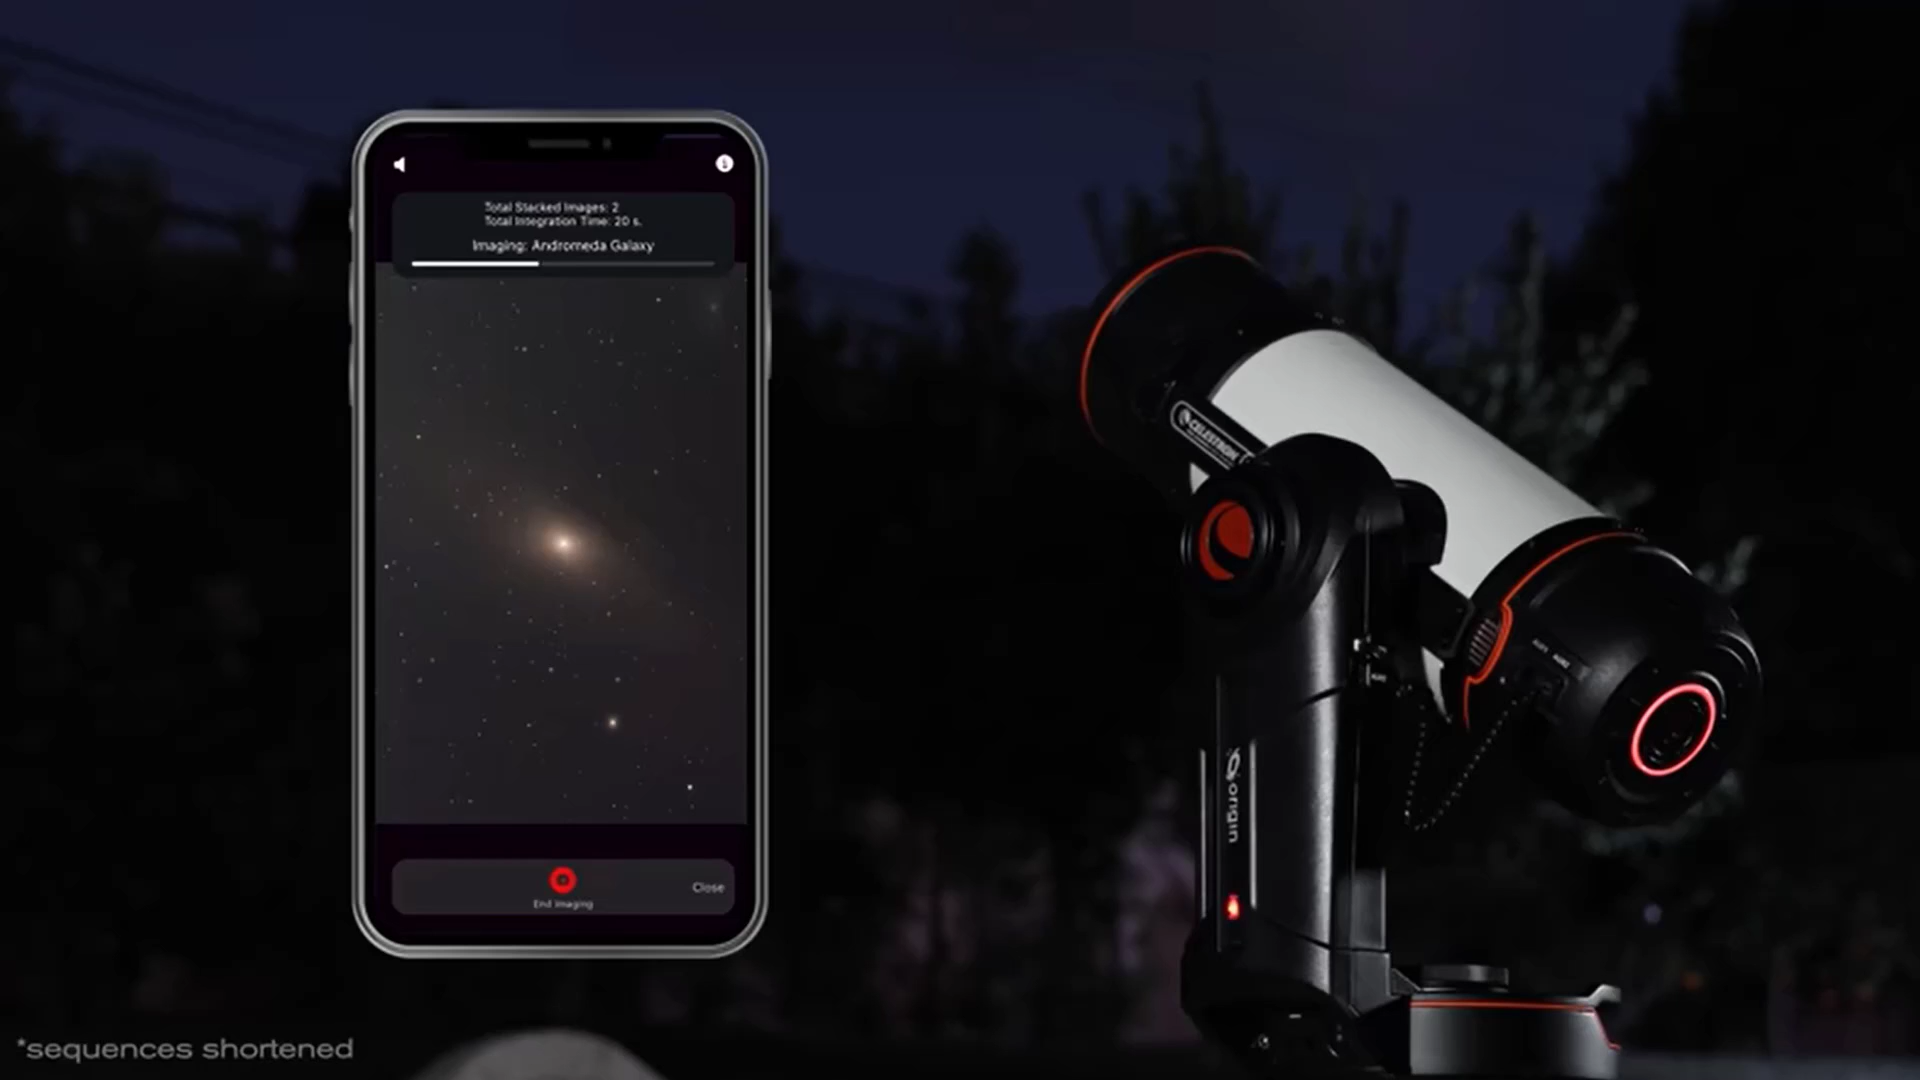 Total Stacked Images: 2
Total Integration Time: 20 s.
Imaging: Andromeda Galaxy
End Imaging
Close
CELESTRON
origin
*sequences shortened